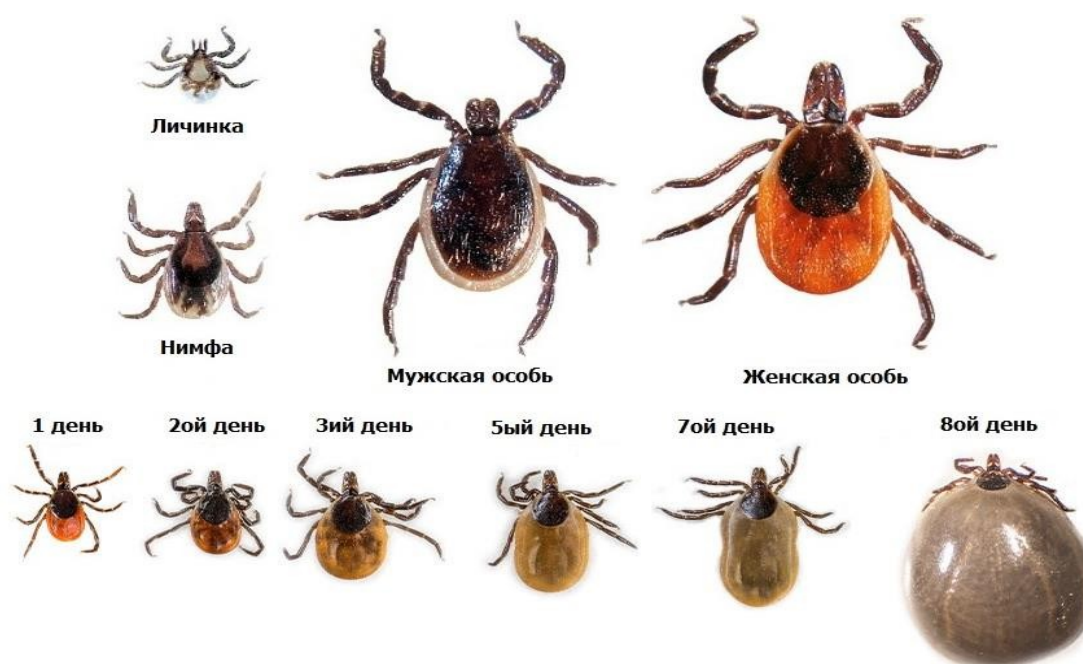 Личинка
Нимфа
Мужская особь
Женская особь
1 день
2ой день
3ий день
5ый день
7ой день
8ой день